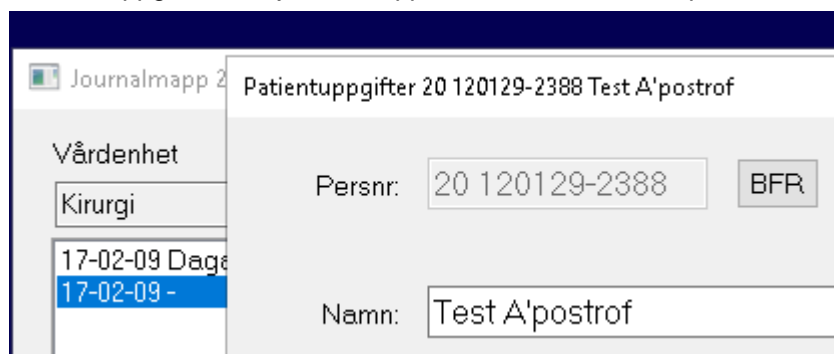 Journalmapp 2
Patientuppgifter 20 120129-2388 Test A'postrof
Vårdenhet
Kirurgi
17-02-09 Daga
17-02-09 -
Persnr:
20 120129-2388
BFR
Namn:
Test A'postrof